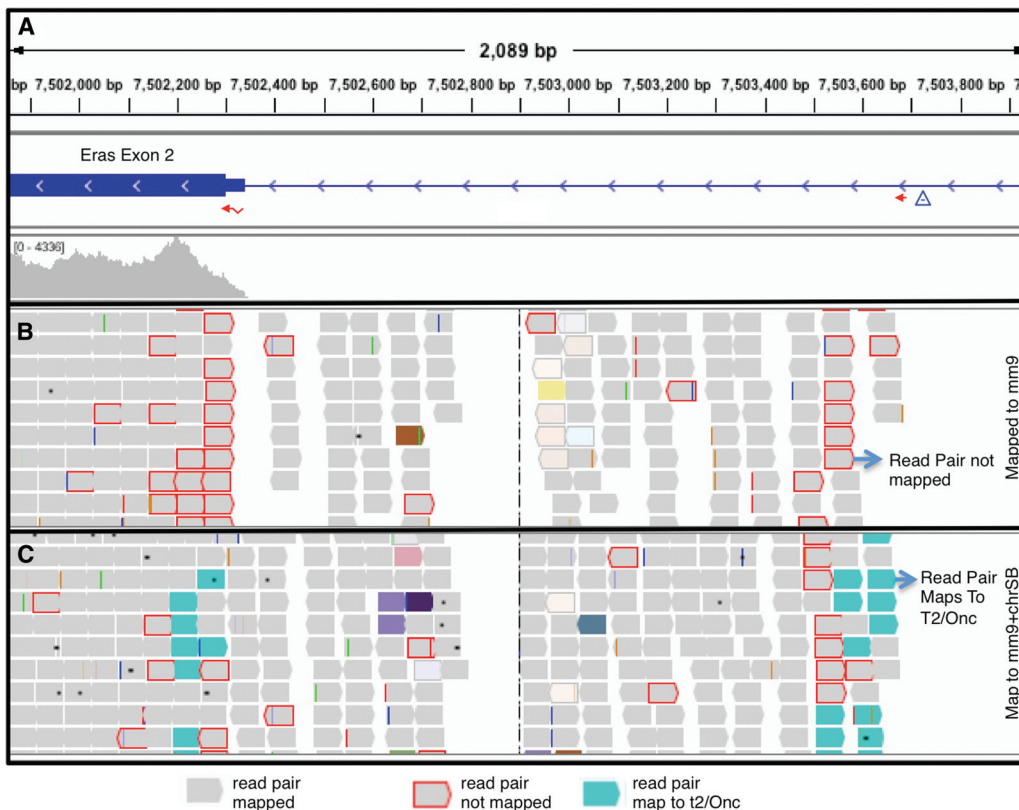 A
2,089 bp
bp 7,502,000 bp 7,502,200 bp 7,502,400 bp 7,502,600 bp 7,502,800 bp 7,503,000 bp 7,503,200 bp 7,503,400 bp 7,503,600 bp 7,503,800 bp 7
Eras Exon 2
[0 - 4336]
B
Mapped to mm9
Read Pair not
mapped
C
Map to mm9+chrSB
Read Pair
Maps To
T2/Onc
read pair
mapped
read pair
not mapped
read pair
map to t2/Onc